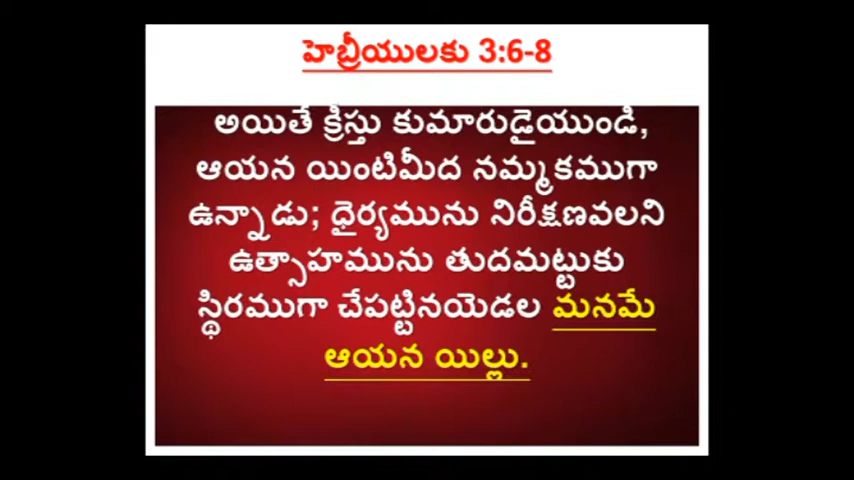 హెబ్రీయులకు 3:6-8
అయితే క్రీస్తు కుమారుడైయుండి,
ఆయన యింటిమీద నమ్మకముగా
ఉన్నాడు; ధైర్యమును నిరీక్షణవలని
ఉత్సాహమును తుదమట్టుకు
స్థిరముగా చేపట్టినయెడల మనమే
ఆయన యిల్లు.